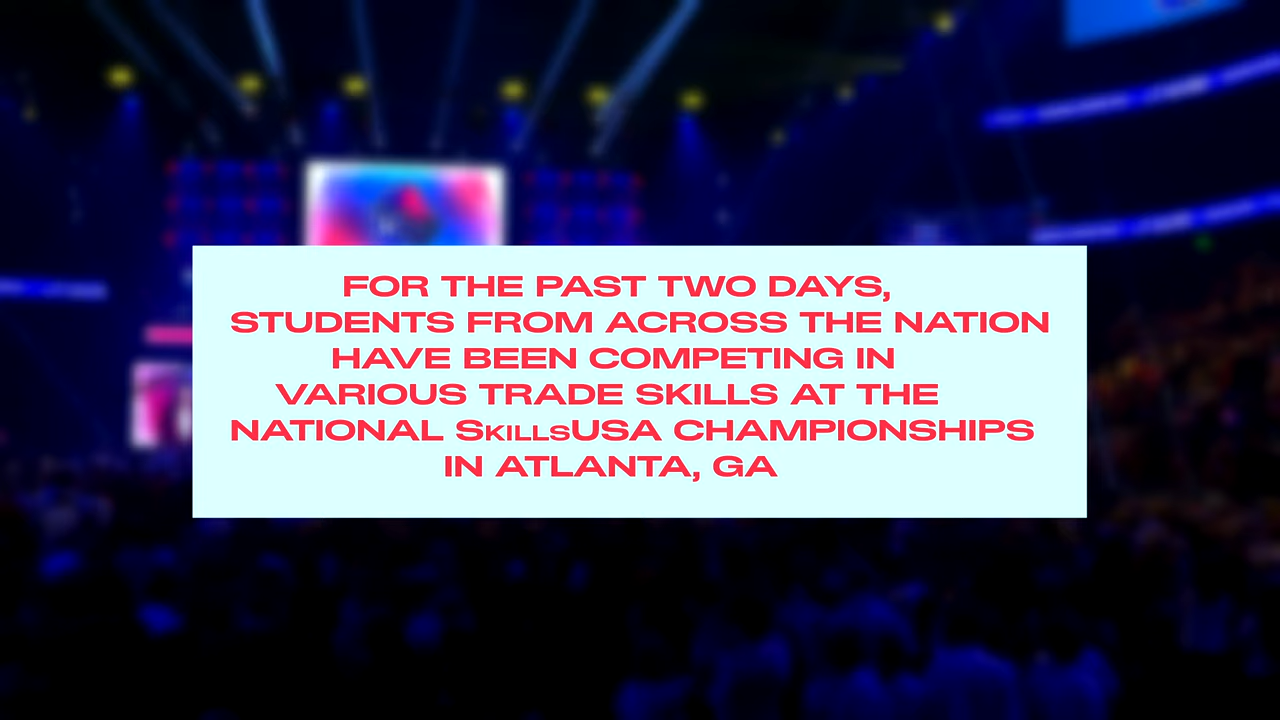 FOR THE PAST TWO DAYS,
STUDENTS FROM ACROSS THE NATION
HAVE BEEN COMPETING IN
VARIOUS TRADE SKILLS AT THE
NATIONAL SkillsUSA CHAMPIONSHIPS
IN ATLANTA, GA